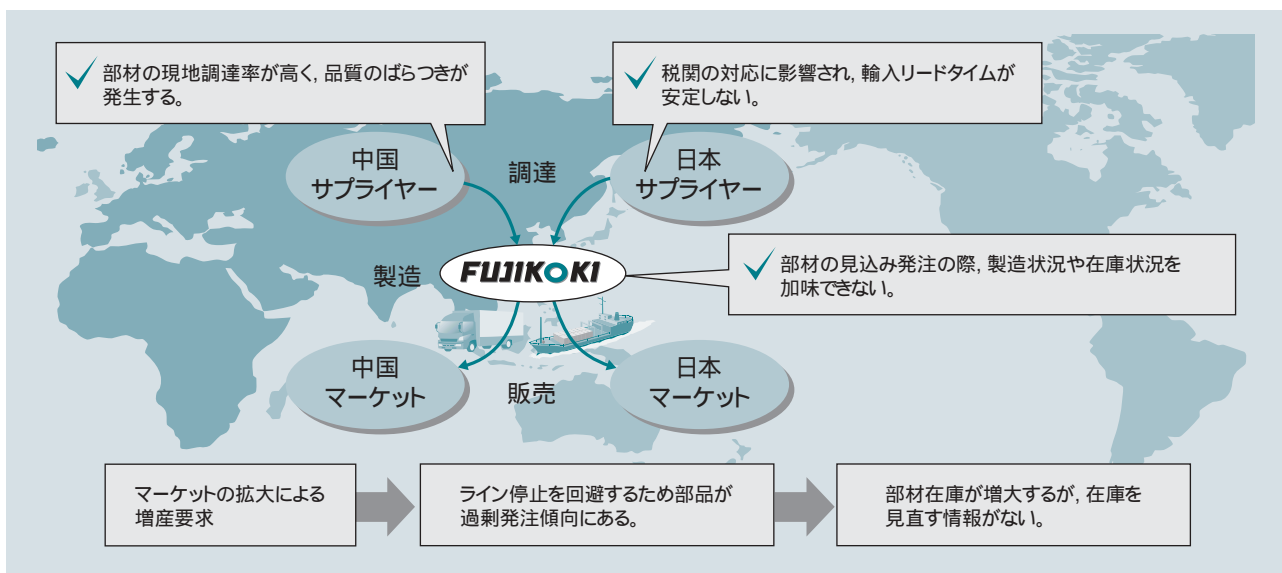 部材の現地調達率が高く, 品質のばらつきが
発生する。
税関の対応に影響され, 輸入リードタイムが
安定しない。
中国
サプライヤー
調達
日本
サプライヤー
製造
FUJIKOKI
部材の見込み発注の際, 製造状況や在庫状況を
加味できない。
中国
マーケット
販売
日本
マーケット
マーケットの拡大による
増産要求
ライン停止を回避するため部品が
過剰発注傾向にある。
部材在庫が増大するが, 在庫を
見直す情報がない。